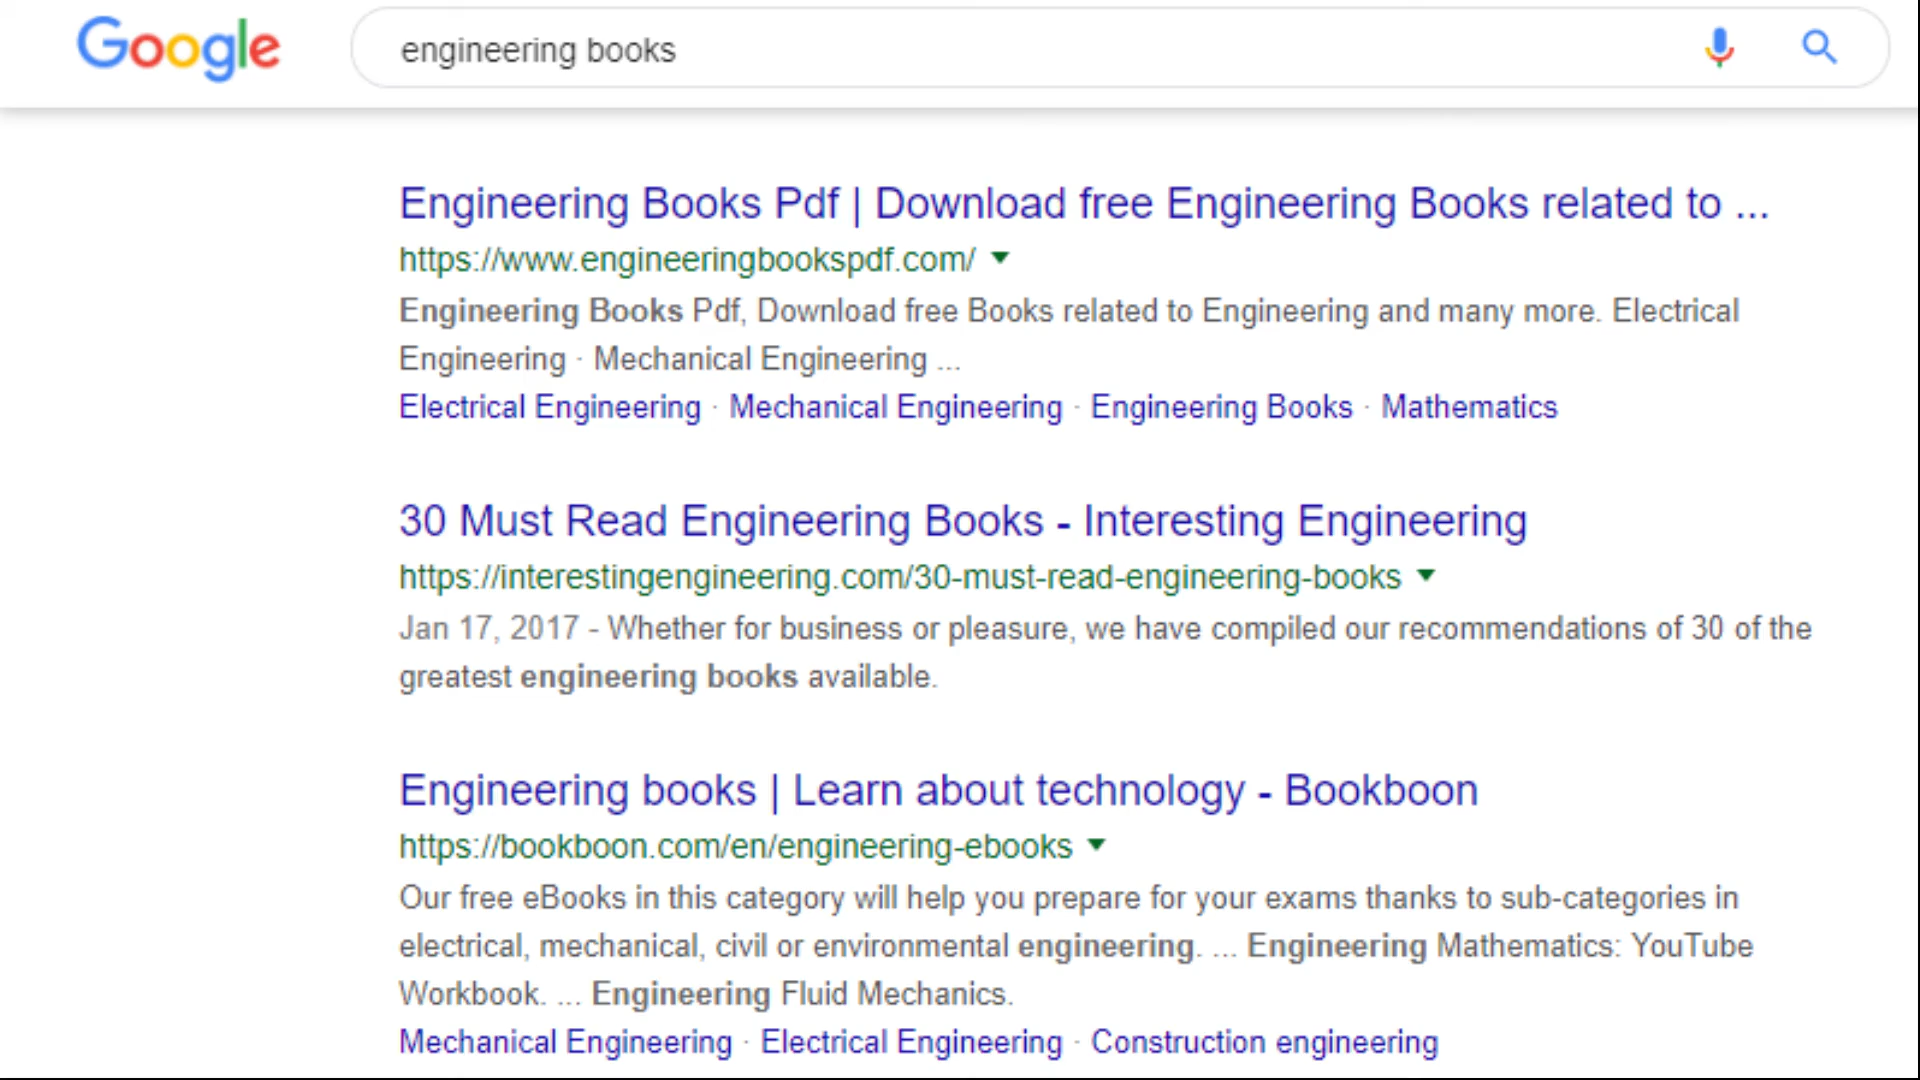 Google
engineering books
Engineering Books Pdf | Download free Engineering Books related to ...
https://www.engineeringbookspdf.com/
Engineering Books Pdf, Download free Books related to Engineering and many more. Electrical
Engineering · Mechanical Engineering ...
Electrical Engineering · Mechanical Engineering · Engineering Books · Mathematics
30 Must Read Engineering Books - Interesting Engineering
https://interestingengineering.com/30-must-read-engineering-books
Jan 17, 2017 - Whether for business or pleasure, we have compiled our recommendations of 30 of the
greatest engineering books available.
Engineering books | Learn about technology - Bookboon
https://bookboon.com/en/engineering-ebooks
Our free eBooks in this category will help you prepare for your exams thanks to sub-categories in
electrical, mechanical, civil or environmental engineering. ... Engineering Mathematics: YouTube
Workbook. ... Engineering Fluid Mechanics.
Mechanical Engineering · Electrical Engineering · Construction engineering